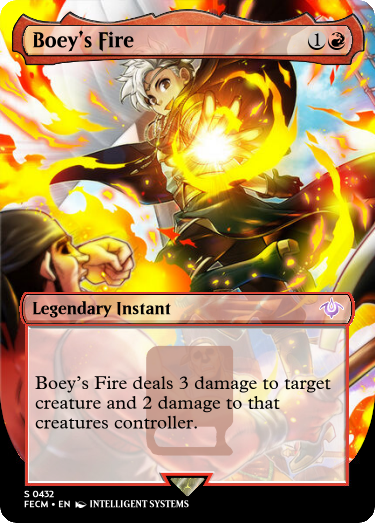 Boey's Fire 1
Legendary Instant
Boey's Fire deals 3 damage to target
creature and 2 damage to that
creatures controller.
S 0432
FECM • EN INTELLIGENT SYSTEMS